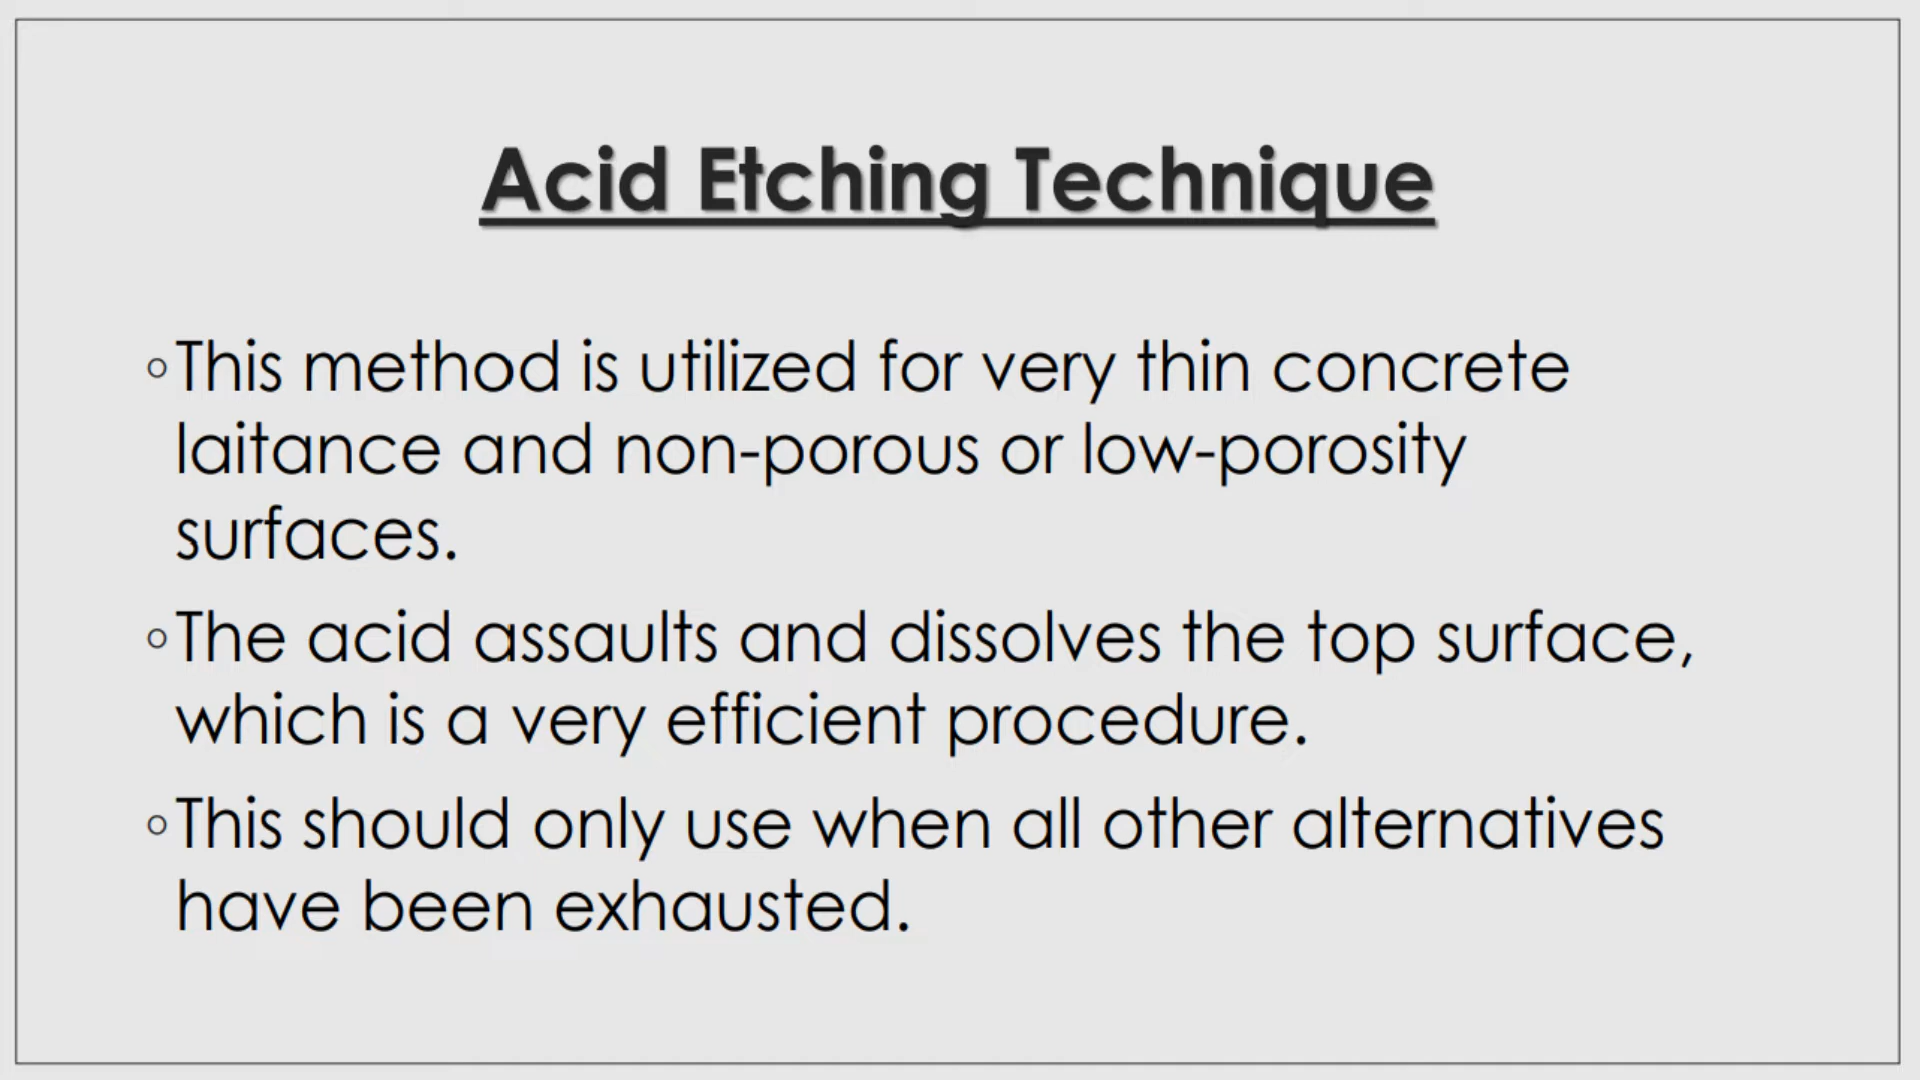 Acid Etching Technique
◦This method is utilized for very thin concrete
laitance and non-porous or low-porosity
surfaces.
◦The acid assaults and dissolves the top surface,
which is a very efficient procedure.
◦This should only use when all other alternatives
have been exhausted.